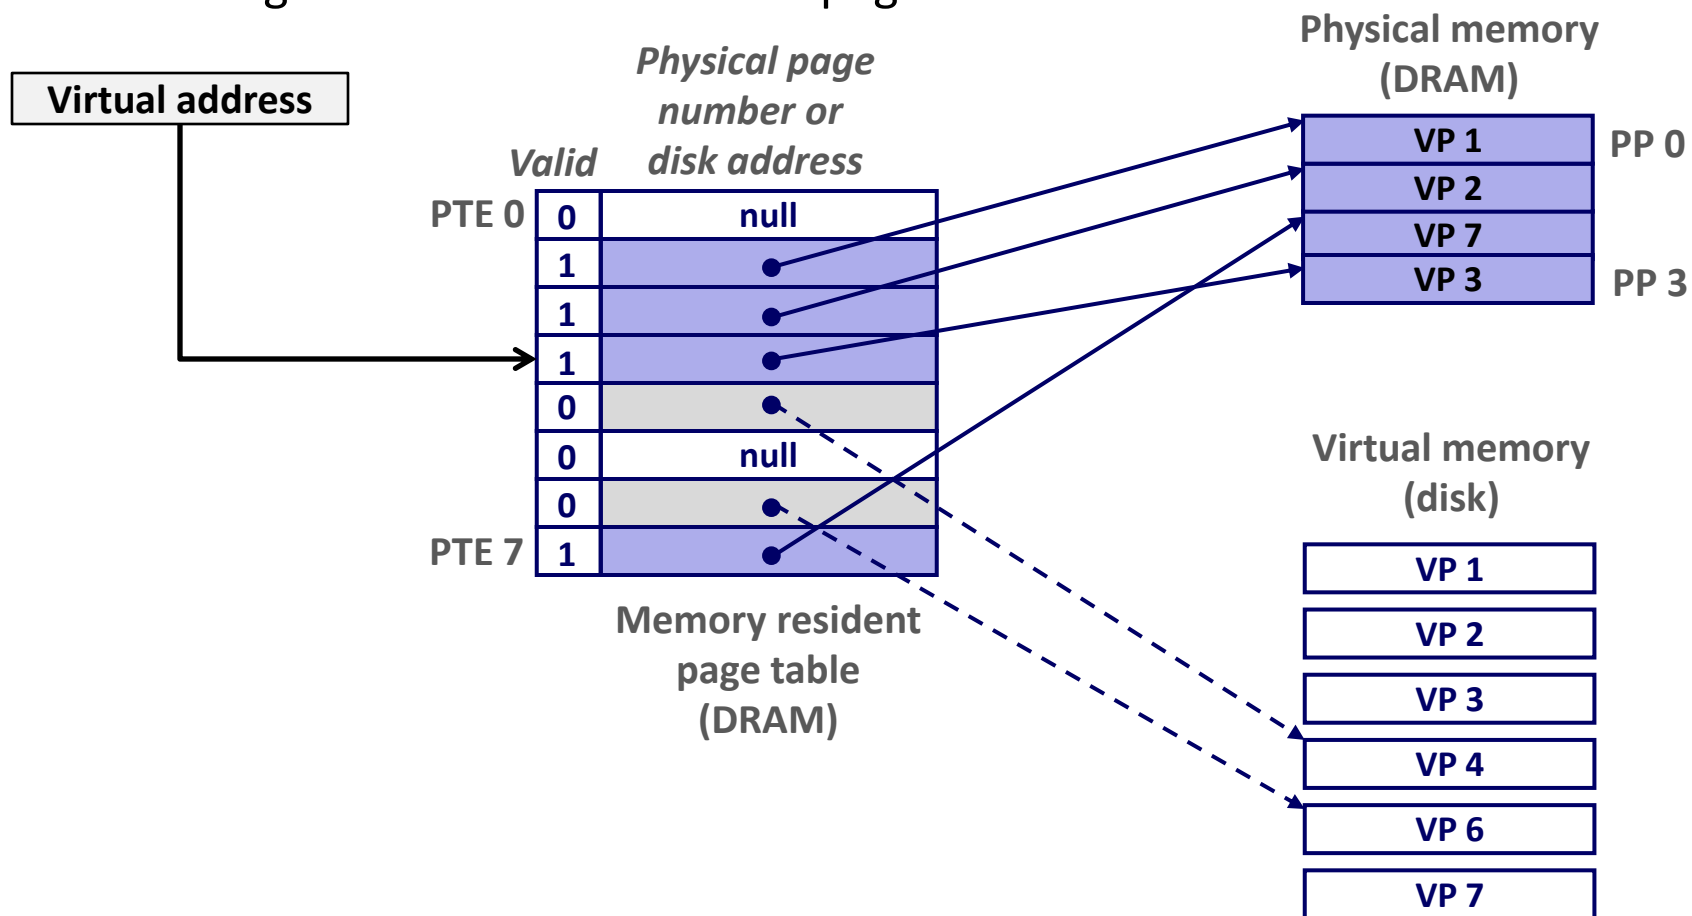 Physical memory
(DRAM)
Virtual address
Physical page
number or
disk address
Valid
PTE 0
0
null
1
1
1
0
0
null
0
PTE 7
1
Memory resident
page table
(DRAM)
VP 1
PP 0
VP 2
VP 7
VP 3
PP 3
Virtual memory
(disk)
VP 1
VP 2
VP 3
VP 4
VP 6
VP 7